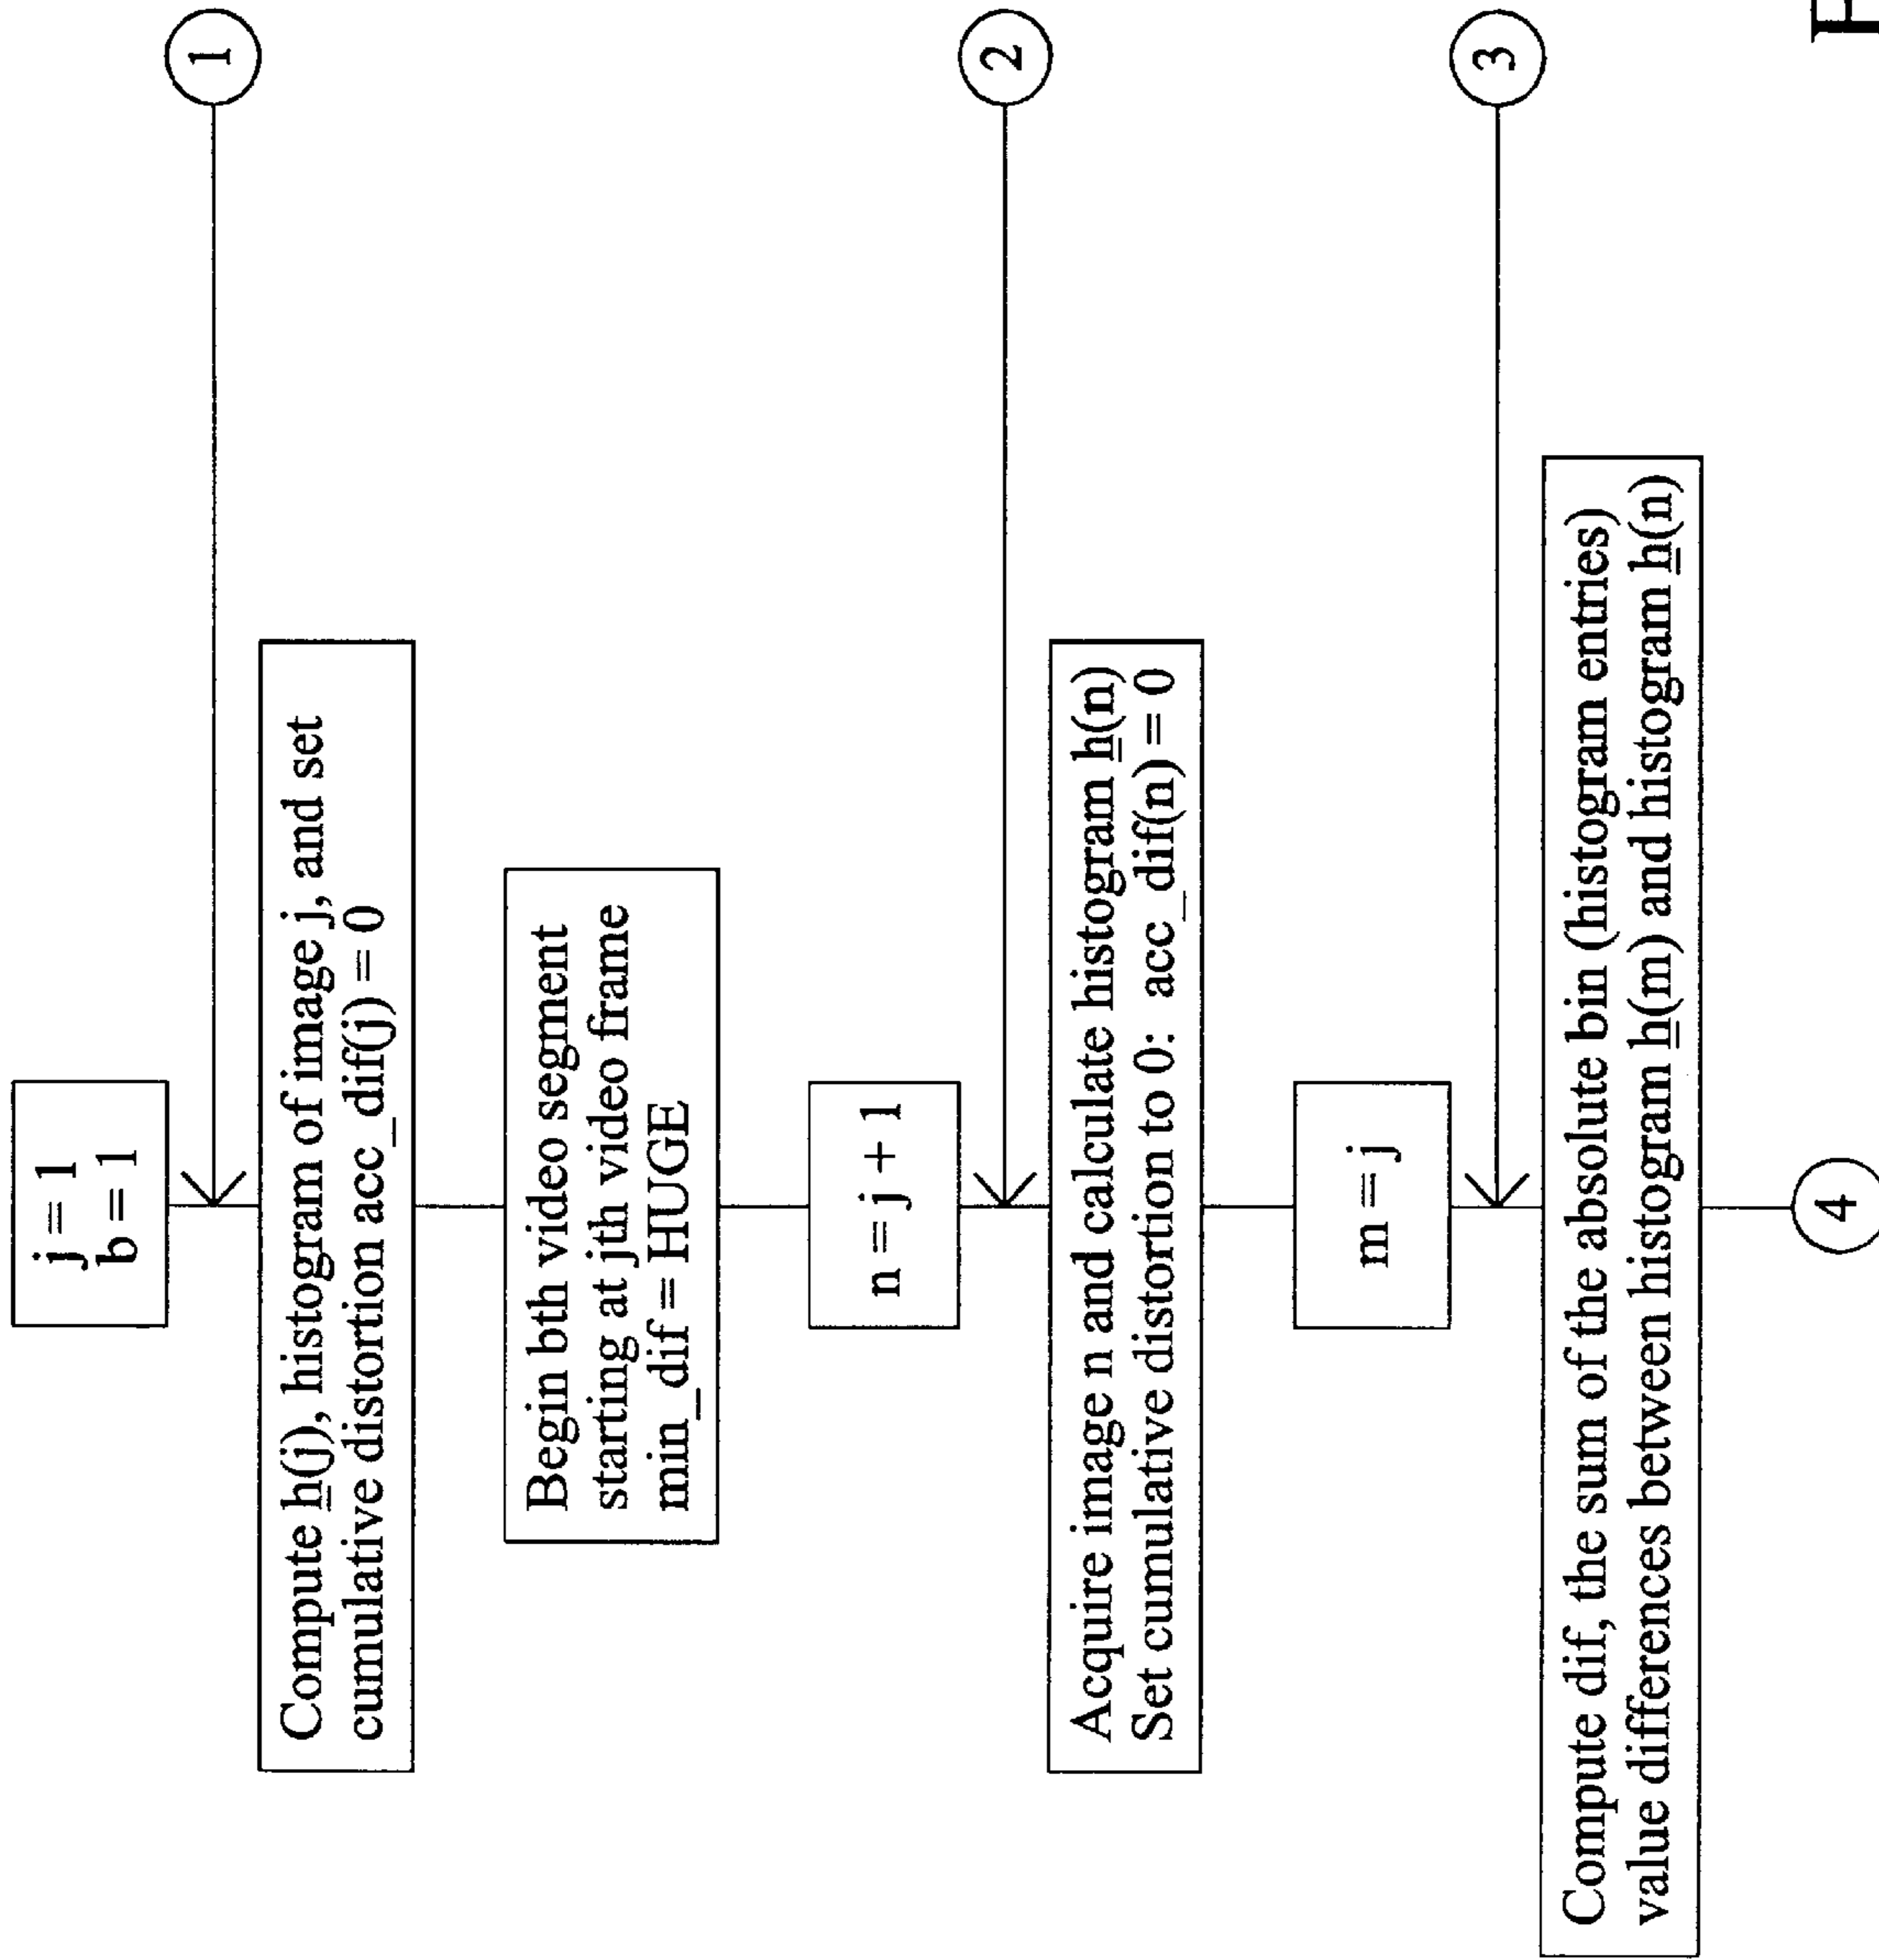 j = 1
b = 1
1
Compute h(j), histogram of image j, and set
cumulative distortion acc_dif(j) = 0
Begin bth video segment
starting at jth video frame
min_dif = HUGE
n = j + 1
2
Acquire image n and calculate histogram h(n)
Set cumulative distortion to 0: acc_dif(n) = 0
m = j
3
Compute dif, the sum of the absolute bin (histogram entries)
value differences between histogram h(m) and histogram h(n)
4